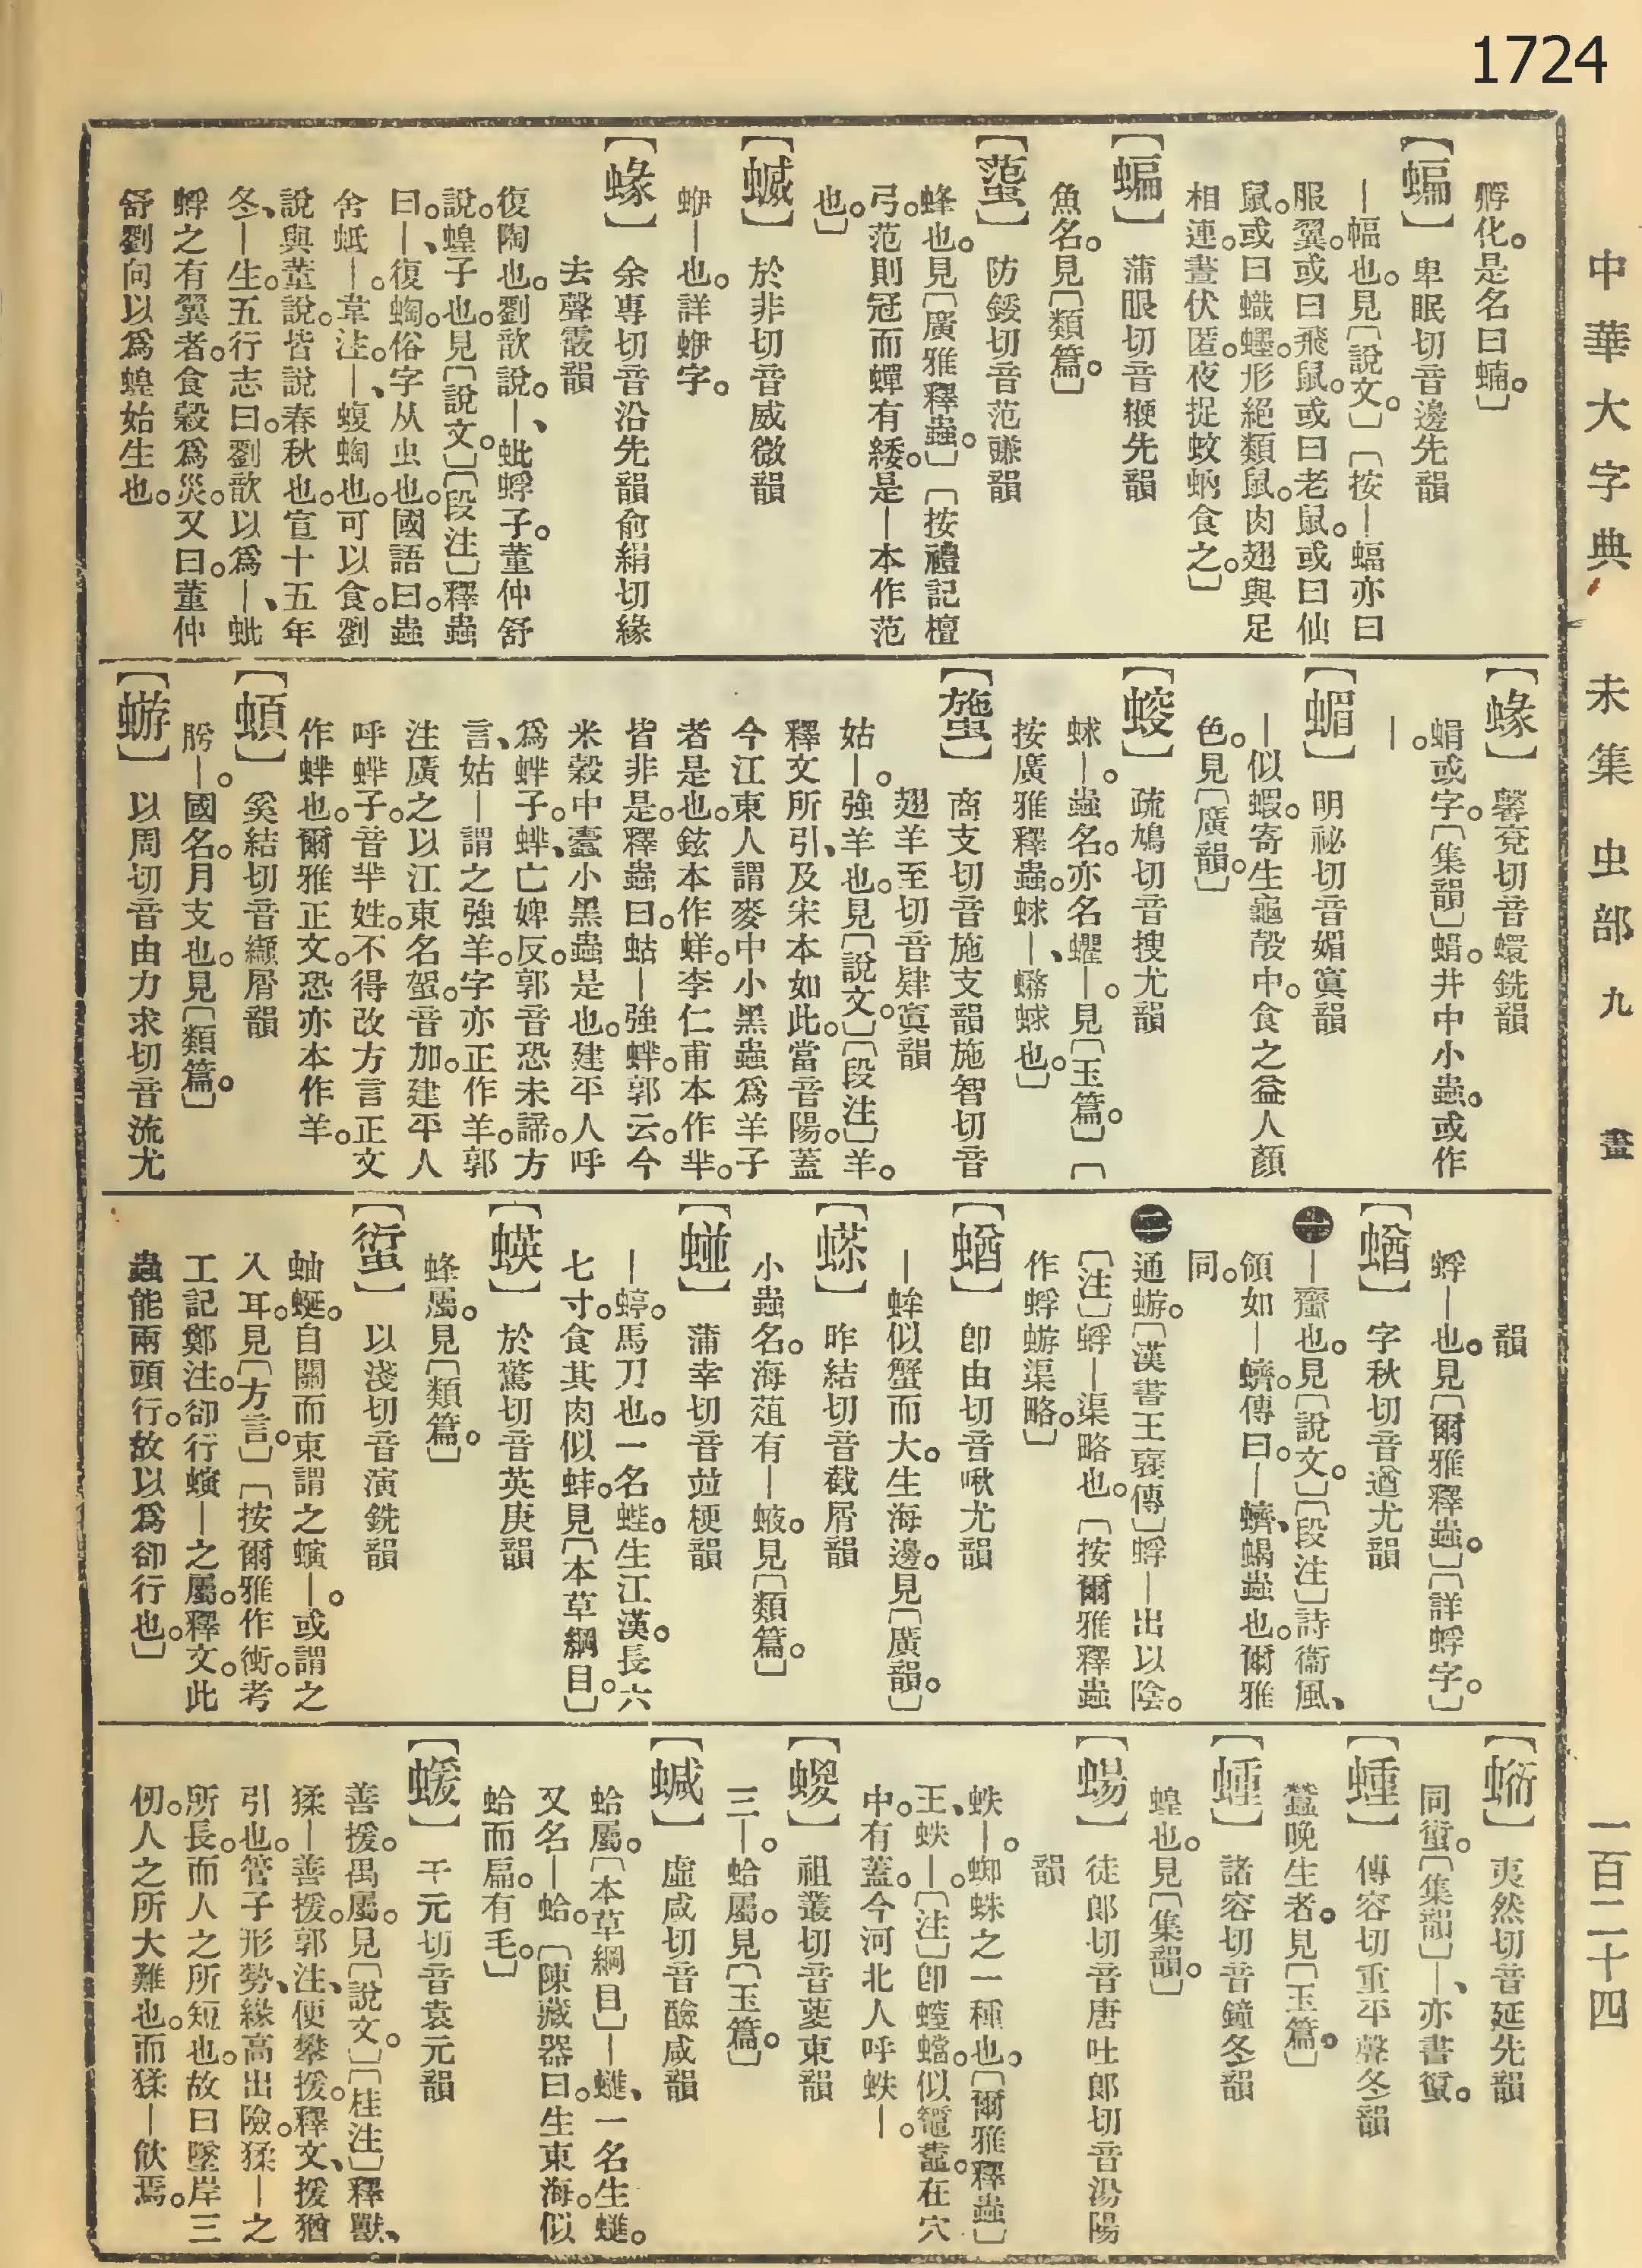 1724
中華大字典 未集 虫部 九畫 一百二十四
孵化。是名曰蝻。〕
【蝙】卑眠切音邊先韻
—蝠也。見〔說文。〕〔按—蝠亦曰
服翼。或曰飛鼠。或曰老鼠。或曰仙
鼠。或曰蟙䘃。形絕類鼠。肉翅與足
相連。晝伏匿。夜捉蚊蚋食之。〕
【蝙】蒲眼切音㸤先韻
魚名。見〔類篇。〕
【𧍙】防錽切音范豏韻
蜂也。見〔廣雅釋蟲。〕〔按禮記檀
弓。范則冠而蟬有緌。是—本作范
也。〕
【蝛】於非切音威微韻
蛜—也。詳蛜字。
【蝝】余專切音沿先韻俞絹切緣
去聲霰韻
復陶也。劉歆說。—、蚍蜉子。董仲舒
說。蝗子也。見〔說文。〕〔段注〕釋蟲
曰。—、復蜪。俗字从虫也。國語曰。蟲
舍蚳—。韋注。—、蝮蜪也。可以食。劉
說與董說。皆說春秋也。宣十五年
冬、—生。五行志曰。劉歆以爲—、蚍
蜉之有翼者。食穀爲災。又曰。董仲
舒劉向以爲蝗始生也。
【蝝】馨兗切音蠉銑韻
蜎或字。〔集韻〕蜎。井中小蟲。或作
—。
【蝞】明祕切音媚寘韻
—似蝦。寄生龜殻中。食之益人顏
色。見〔廣韻。〕
【蝬】疏鳩切音搜尤韻
蛷—。蟲名。亦名蠷—。見〔玉篇。〕〔
按廣雅釋蟲。蛷—、蟧蛷也。〕
【䗐】商支切音施支韻施智切音
翅羊至切音肄寘韻
姑—。強羊也。見〔說文。〕〔段注〕羊。
釋文所引、及宋本如此。當音陽。蓋
今江東人謂麥中小黑蟲爲羊子
者是也。鉉本作蛘。李仁甫本作羋。
皆非是。釋蟲曰。蛄—強蝆。郭云。今
米穀中蠹小黑蟲是也。建平人呼
爲蝆子。蝆、亡婢反。郭音恐未諦。方
言、姑—謂之強羊。字亦正作羊。郭
注廣之以江東名䖙。音加。建平人
呼蝆子。音羋姓。不得改方言正文
作蝆也。爾雅正文。恐亦本作羊。
【䗔】奚結切音纈屑韻
䏿—。國名。月支也。見〔類篇。〕
【蝣】以周切音由力求切音流尤
韻
蜉—也。見〔爾雅釋蟲。〕〔詳蜉字。〕
【蝤】字秋切音遒尤韻
㊀—齏也。見〔說文。〕〔段注〕詩衞風、
領如—蠐。傳曰。—蠐、蝎蟲也。爾雅
同。
㊁通蝣。〔漢書王襃傳〕蜉—出以陰。
〔注〕蜉—渠略也。〔按爾雅釋蟲
作蜉蝣渠略。〕
【蝤】卽由切音啾尤韻
—蛑似蟹而大。生海邊。見〔廣韻。〕
【䗒】昨結切音截屑韻
小蟲名。海蒩有—蛂。見〔類篇。〕
【䗗】蒲幸切音竝梗韻
—䗚。馬刀也。一名蜌。生江漢。長六
七寸。食其肉似蚌。見〔本草綱目。〕
【䗑】於驚切音英庚韻
蜂屬。見〔類篇。〕
【蝅】以淺切音演銑韻
蚰蜒。自關而東謂之螾—。或謂之
入耳。見〔方言。〕〔按爾雅作衝。考
工記鄭注。卻行螾—之屬。釋文。此
蟲能兩頭行。故以爲卻行也。〕
【䗡】夷然切音延先韻
同䘰。〔集韻〕—、亦書䘰。
【蝩】傳容切重平聲冬韻
蠶晚生者。見〔玉篇。〕
【蝩】諸容切音鐘冬韻
蝗也。見〔集韻。〕
【蝪】徒郎切音唐吐郎切音湯陽
韻
蛈—。蜘蛛之一種也。〔爾雅釋蟲〕
王、蛈—。〔注〕卽螲蟷。似鼅鼄。在穴
中。有蓋。今河北人呼蛈—。
【蝬】祖叢切音葼東韻
三—。蛤屬。見〔玉篇。〕
【蝛】虛咸切音醶咸韻
蛤屬。〔本草綱目〕—𧎣、一名生𧎣。
又名—蛤。〔陳藏器曰。生東海。似
蛤而扁。有毛。〕
【蝯】于元切音袁元韻
善援。禺屬。見〔說文。〕〔桂注〕釋獸、
猱—善援。郭注、便攀援。釋文、援猶
引也。管子形勢、緣高出險。猱—之
所長。而人之所短也。故曰墜岸三
仞。人之所大難也。而猱—飲焉。